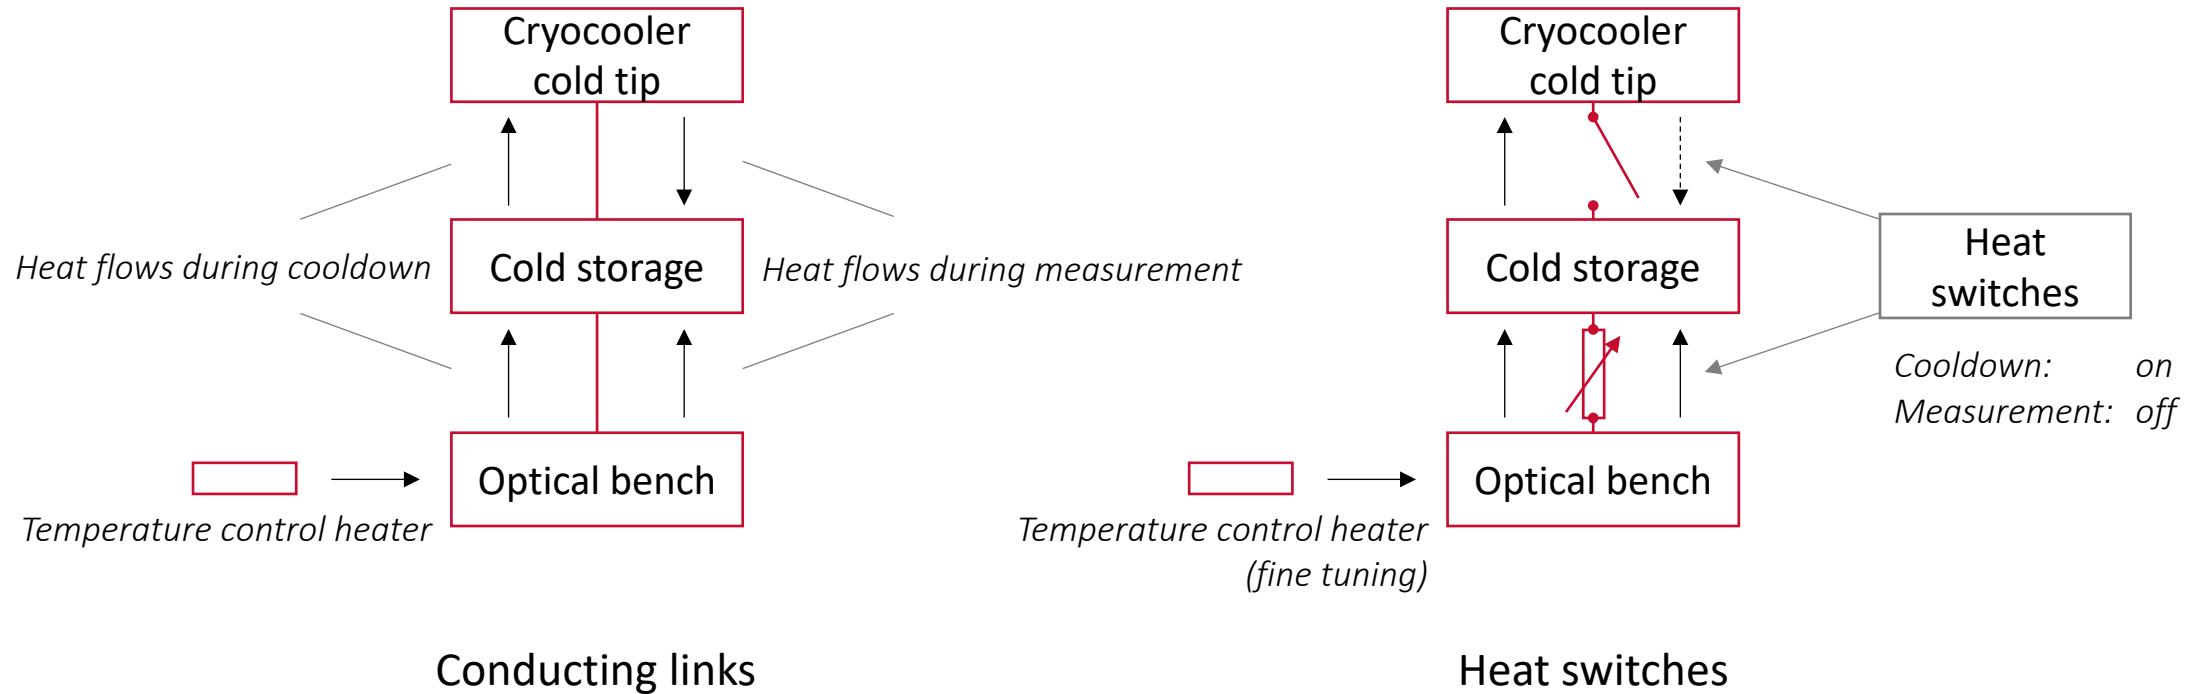 Cryocooler
cold tip
Heat flows during cooldown
Cold storage
Heat flows during measurement
Optical bench
Temperature control heater
Conducting links
Cryocooler
cold tip
Cold storage
Heat
switches
Cooldown: on
Measurement: off
Optical bench
Temperature control heater
(fine tuning)
Heat switches